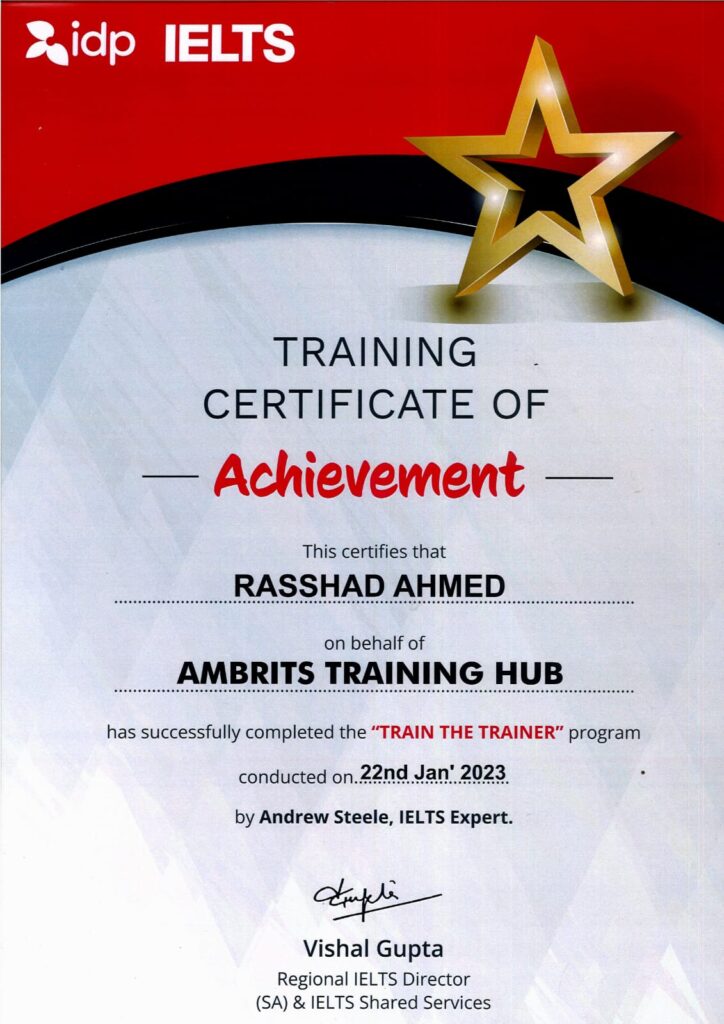 idp IELTS
TRAINING
CERTIFICATE OF
Achievement
This certifies that
RASSHAD AHMED
on behalf of
AMBRITS TRAINING HUB
has successfully completed the “TRAIN THE TRAINER” program
conducted on 22nd Jan' 2023
by Andrew Steele, IELTS Expert.
Vishal Gupta
Regional IELTS Director
(SA) & IELTS Shared Services